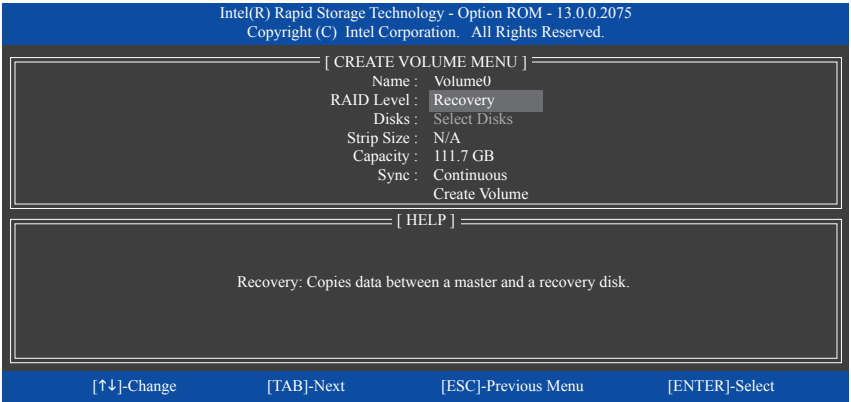 Intel(R) Rapid Storage Technology - Option ROM - 13.0.0.2075
Copyright (C) Intel Corporation. All Rights Reserved.
[ CREATE VOLUME MENU ]
Name : Volume0
RAID Level : Recovery
Disks : Select Disks
Strip Size : N/A
Capacity : 111.7 GB
Sync : Continuous
Create Volume
[ HELP ]
Recovery: Copies data between a master and a recovery disk.
[↑↓]-Change [TAB]-Next [ESC]-Previous Menu [ENTER]-Select